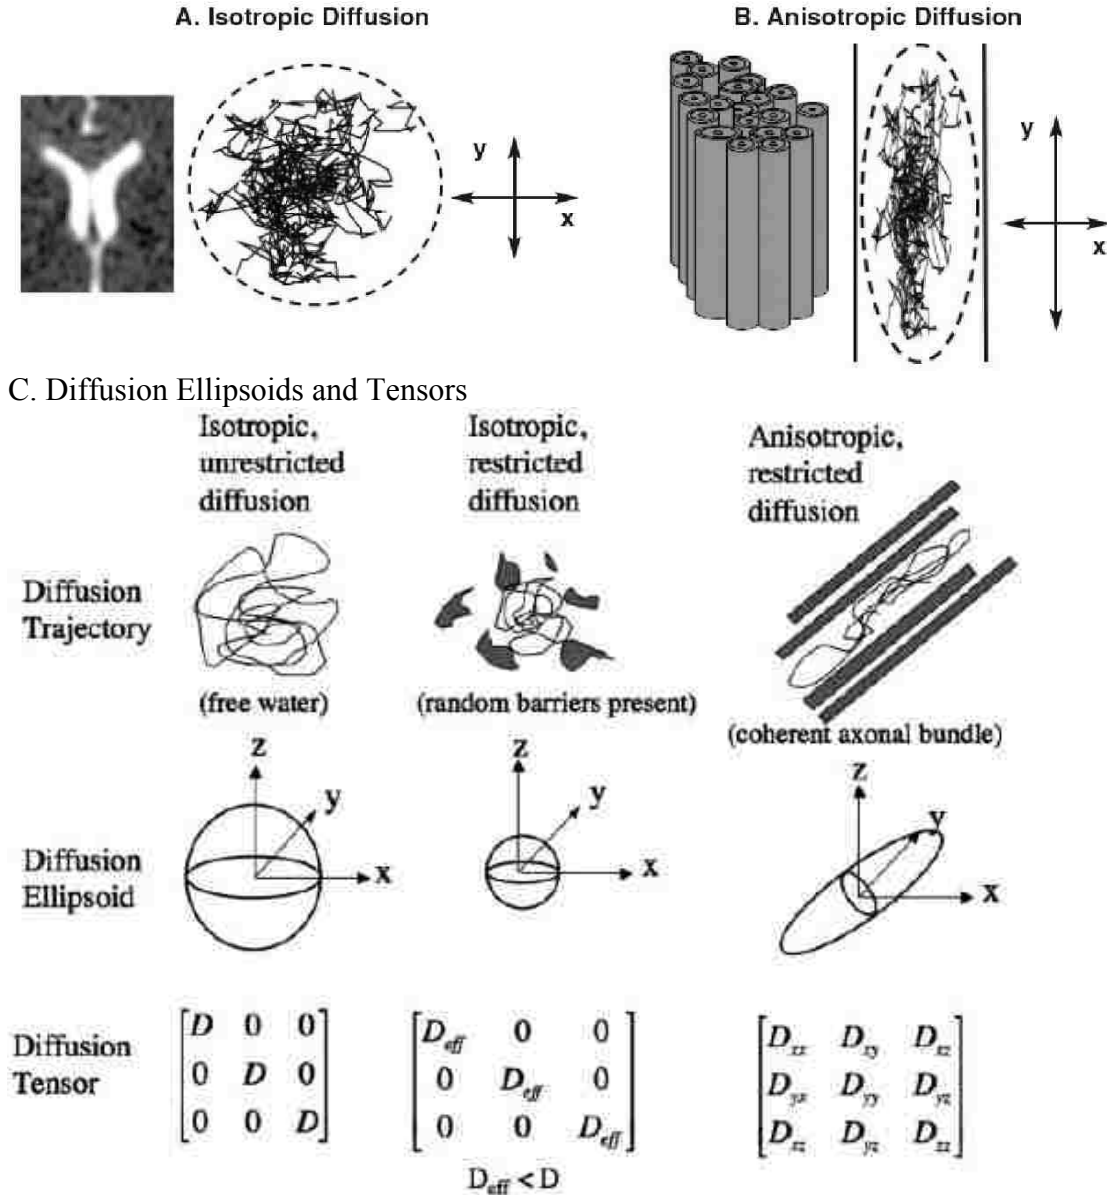 A. Isotropic Diffusion
B. Anisotropic Diffusion
y
x
y
x
C. Diffusion Ellipsoids and Tensors
Isotropic,
unrestricted
diffusion
Isotropic,
restricted
diffusion
Anisotropic,
restricted
diffusion
Diffusion
Trajectory
(free water)
(random barriers present)
(coherent axonal bundle)
Diffusion
Ellipsoid
z
y
x
z
y
x
z
y
x
Diffusion
Tensor
D 0 0
0 D 0
0 0 D
D_eff 0 0
0 D_eff 0
0 0 D_eff
D_eff < D
D_xx D_xy D_xz
D_yx D_yy D_yz
D_xz D_yz D_zz